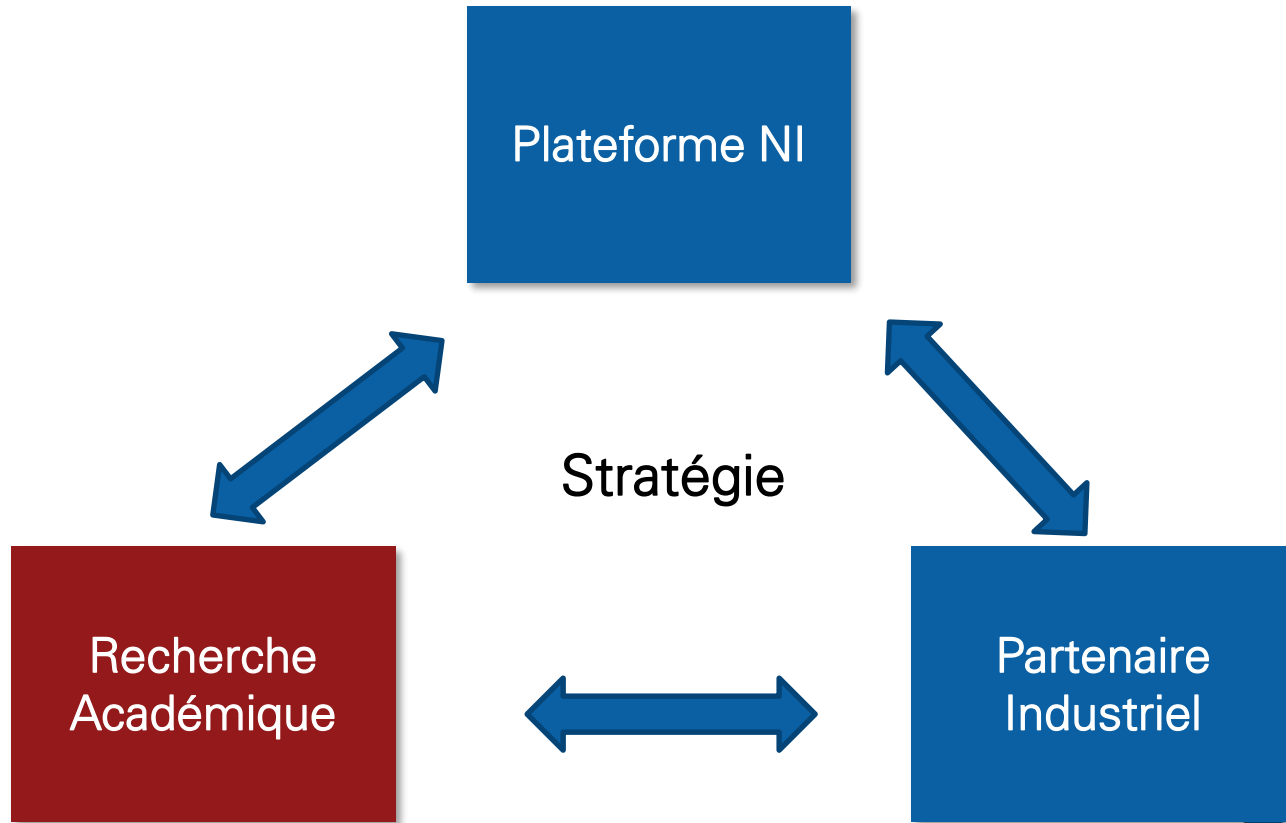 Plateforme NI
Stratégie
Recherche
Académique
Partenaire
Industriel